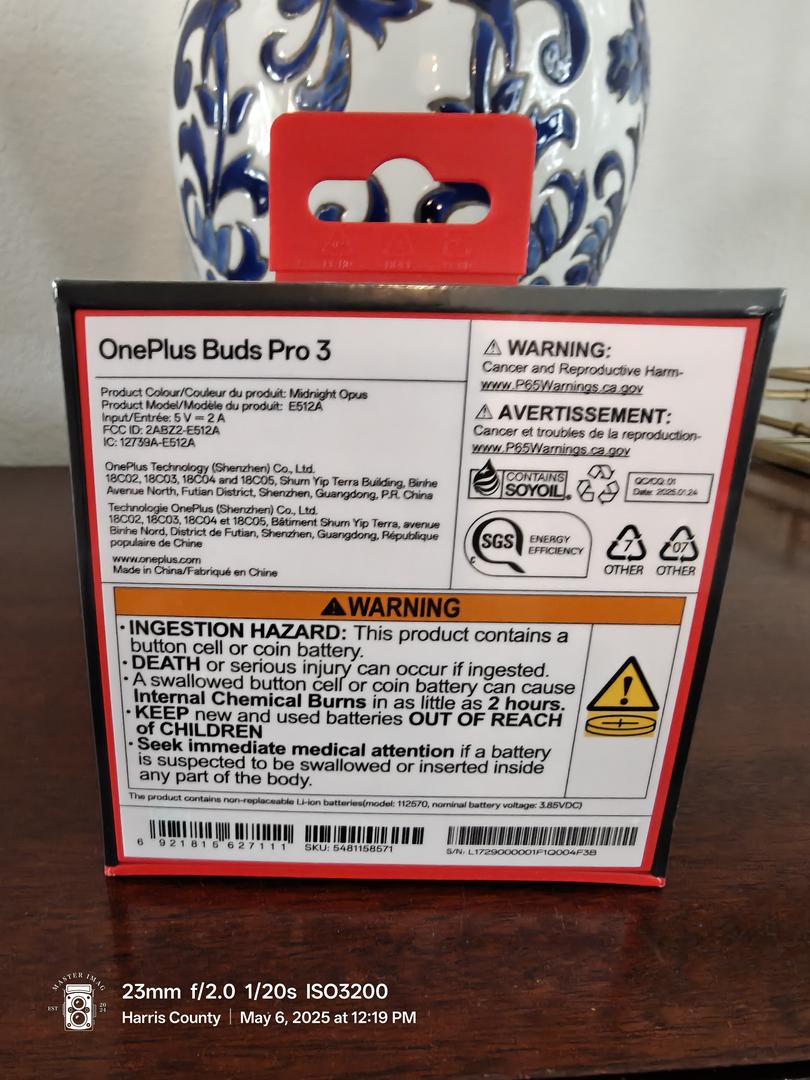 OnePlus Buds Pro 3
Product Colour/Couleur du produit: Midnight Opus
Product Model/Modèle du produit: E512A
Input/Entrée: 5 V ⎓ 2 A
FCC ID: 2ABZ2-E512A
IC: 12739A-E512A
OnePlus Technology (Shenzhen) Co., Ltd.
18C02, 18C03, 18C04 and 18C05, Shum Yip Terra Building, Binhe
Avenue North, Futian District, Shenzhen, Guangdong, P.R. China
Technologie OnePlus (Shenzhen) Co., Ltd.
18C02, 18C03, 18C04 et 18C05, Bâtiment Shum Yip Terra, avenue
Binhe Nord, District de Futian, Shenzhen, Guangdong, République
populaire de Chine
www.oneplus.com
Made in China/Fabriqué en Chine
⚠ WARNING:
Cancer and Reproductive Harm-
www.P65Warnings.ca.gov
⚠ AVERTISSEMENT:
Cancer et troubles de la reproduction-
www.P65Warnings.ca.gov
CONTAINS
SOYOIL
QC/CQ: 01
Date: 2025.01.24
SGS
ENERGY
EFFICIENCY
7
OTHER
07
OTHER
⚠WARNING
·INGESTION HAZARD: This product contains a
button cell or coin battery.
·DEATH or serious injury can occur if ingested.
·A swallowed button cell or coin battery can cause
Internal Chemical Burns in as little as 2 hours.
·KEEP new and used batteries OUT OF REACH
of CHILDREN
·Seek immediate medical attention if a battery
is suspected to be swallowed or inserted inside
any part of the body.
The product contains non-replaceable Li-ion batteries(model: 112570, nominal battery voltage: 3.85VDC)
6 921815 627111
SKU: 5481158571
S/N: L1729000001F1Q004F3B
MASTER IMAG
EST 2024
23mm f/2.0 1/20s ISO3200
Harris County | May 6, 2025 at 12:19 PM